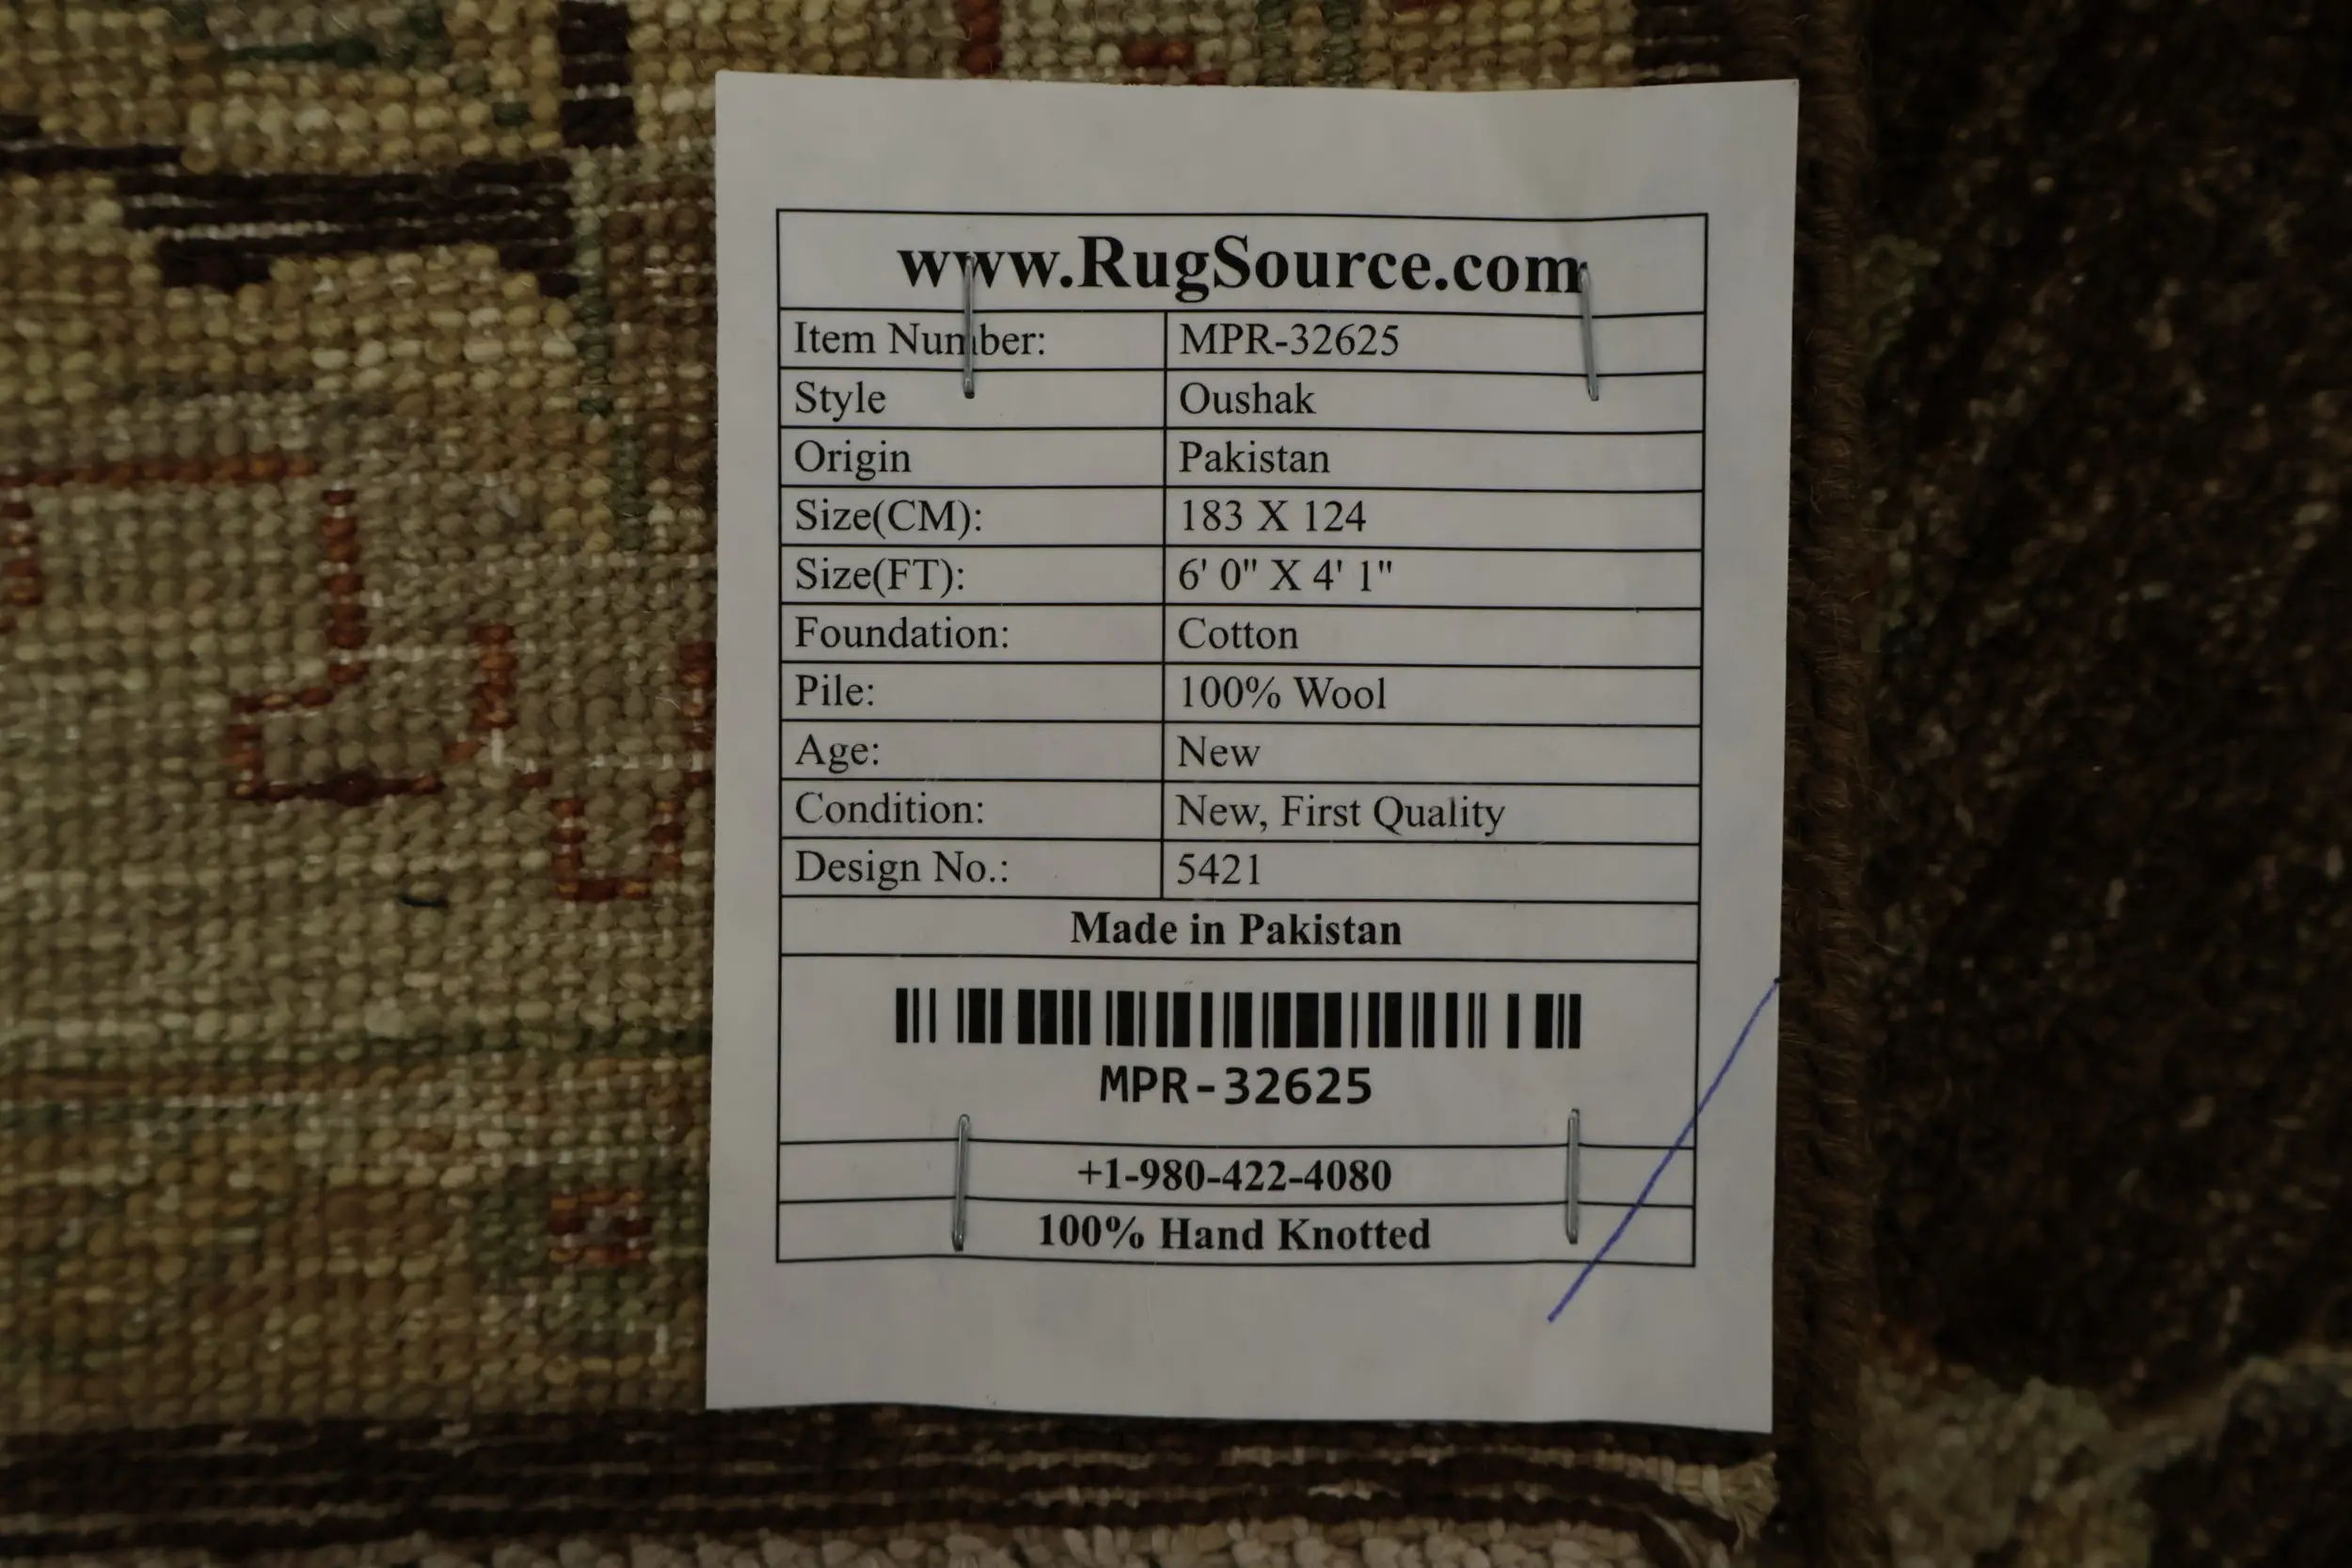 www.RugSource.com
Item Number: MPR-32625
Style Oushak
Origin Pakistan
Size(CM): 183 X 124
Size(FT): 6' 0" X 4' 1"
Foundation: Cotton
Pile: 100% Wool
Age: New
Condition: New, First Quality
Design No.: 5421
Made in Pakistan
MPR-32625
+1-980-422-4080
100% Hand Knotted